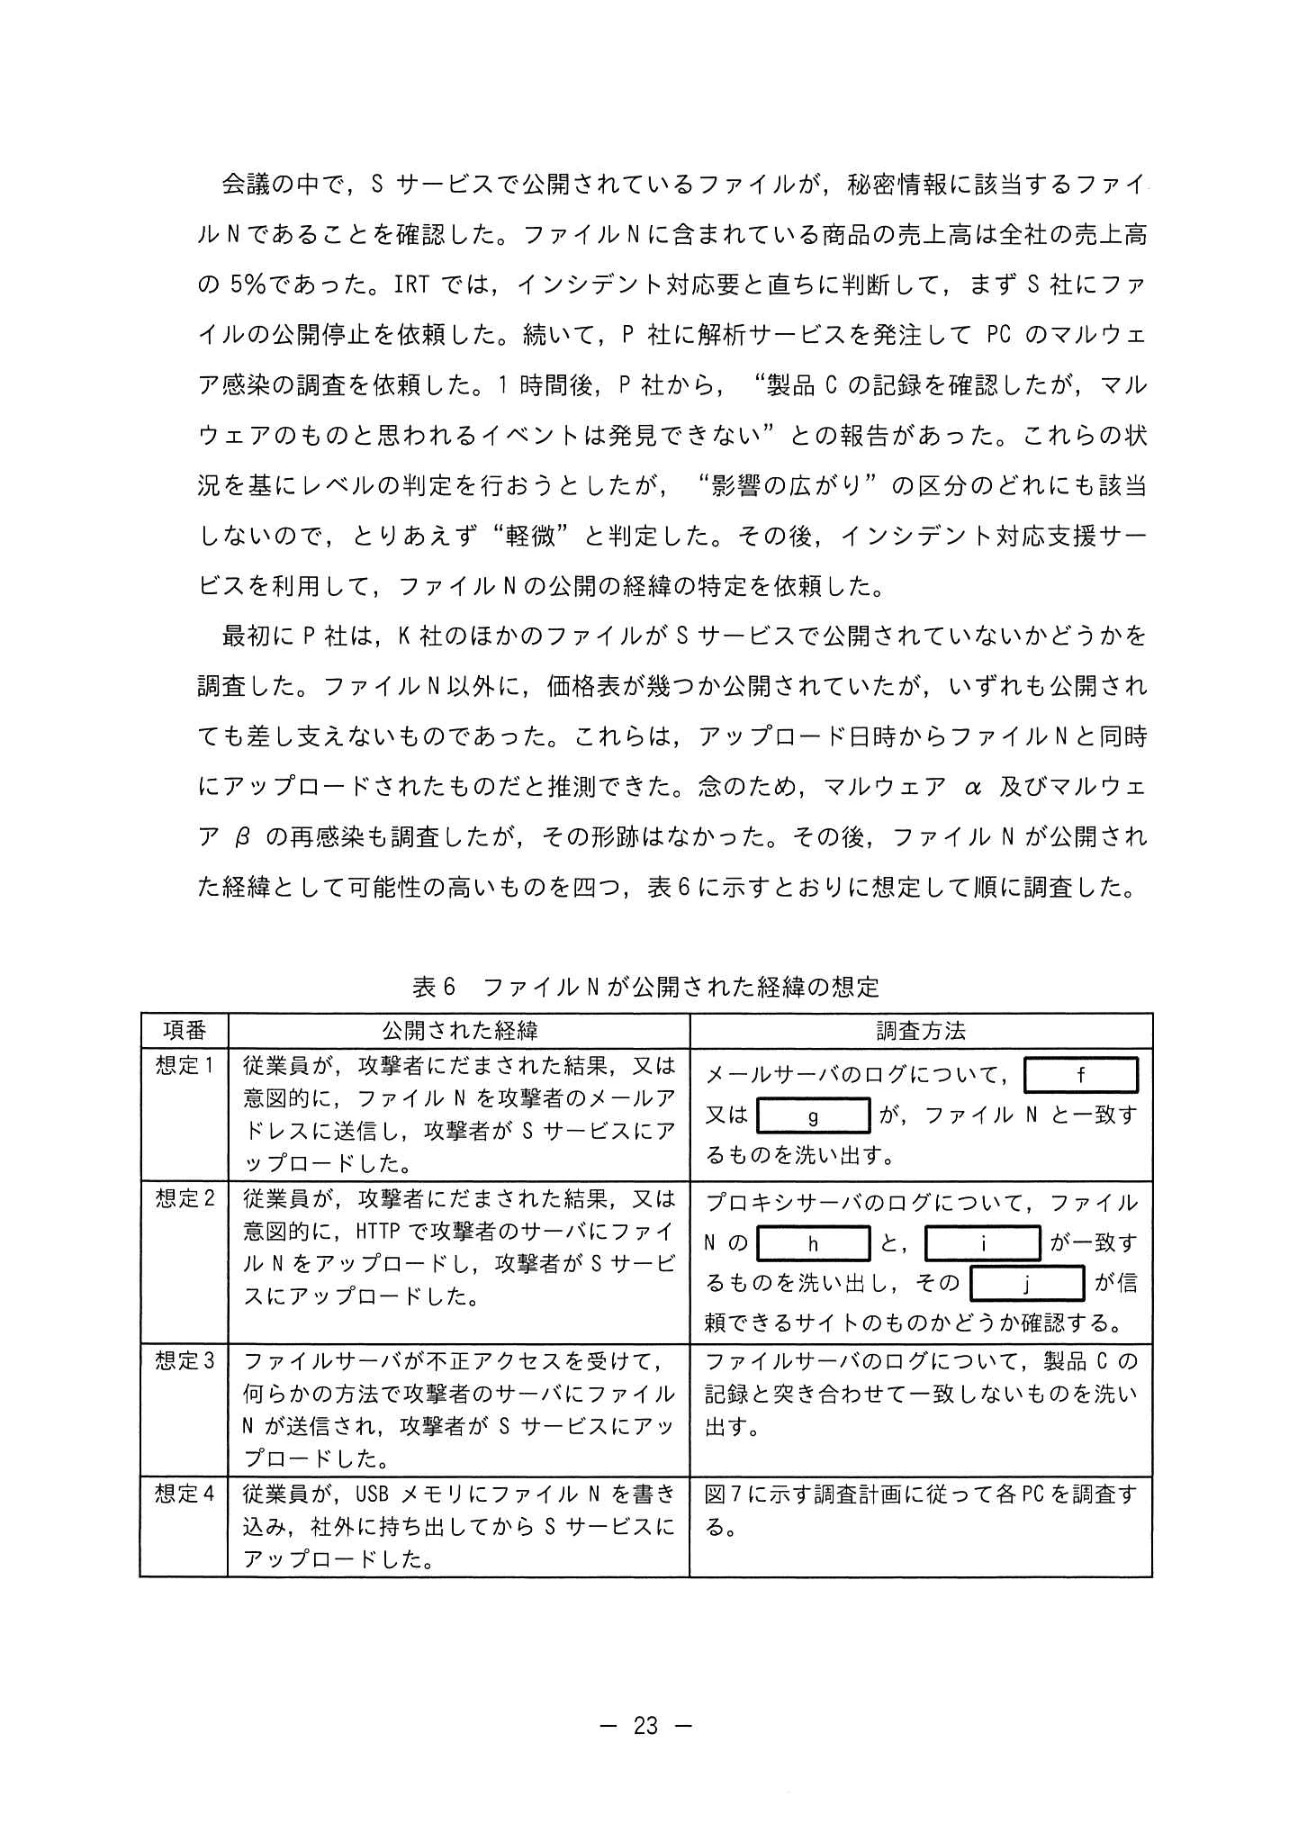 会議の中で，S サービスで公開されているファイルが，秘密情報に該当するファイ
ル N であることを確認した。ファイル N に含まれている商品の売上高は全社の売上高
の 5%であった。IRT では，インシデント対応要と直ちに判断して，まず S 社にファ
イルの公開停止を依頼した。続いて，P 社に解析サービスを発注して PC のマルウェ
ア感染の調査を依頼した。1 時間後，P 社から，“製品 C の記録を確認したが，マル
ウェアのものと思われるイベントは発見できない”との報告があった。これらの状
況を基にレベルの判定を行おうとしたが，“影響の広がり”の区分のどれにも該当
しないので，とりあえず“軽微”と判定した。その後，インシデント対応支援サー
ビスを利用して，ファイル N の公開の経緯の特定を依頼した。
最初に P 社は，K 社のほかのファイルが S サービスで公開されていないかどうかを
調査した。ファイル N 以外に，価格表が幾つか公開されていたが，いずれも公開され
ても差し支えないものであった。これらは，アップロード日時からファイル N と同時
にアップロードされたものだと推測できた。念のため，マルウェア α 及びマルウェ
ア β の再感染も調査したが，その形跡はなかった。その後，ファイル N が公開され
た経緯として可能性の高いものを四つ，表 6 に示すとおりに想定して順に調査した。
表 6 ファイル N が公開された経緯の想定
項番 公開された経緯 調査方法
想定 1
従業員が，攻撃者にだまされた結果，又は
意図的に，ファイル N を攻撃者のメールア
ドレスに送信し，攻撃者が S サービスにア
ップロードした。
メールサーバのログについて， f
又は g が，ファイル N と一致す
るものを洗い出す。
想定 2
従業員が，攻撃者にだまされた結果，又は
意図的に，HTTP で攻撃者のサーバにファイ
ル N をアップロードし，攻撃者が S サービ
スにアップロードした。
プロキシサーバのログについて，ファイル
N の h と， i が一致す
るものを洗い出し，その j が信
頼できるサイトのものかどうか確認する。
想定 3
ファイルサーバが不正アクセスを受けて，
何らかの方法で攻撃者のサーバにファイル
N が送信され，攻撃者が S サービスにアッ
プロードした。
ファイルサーバのログについて，製品 C の
記録と突き合わせて一致しないものを洗い
出す。
想定 4
従業員が，USB メモリにファイル N を書き
込み，社外に持ち出してから S サービスに
アップロードした。
図 7 に示す調査計画に従って各 PC を調査す
る。
— 23 —